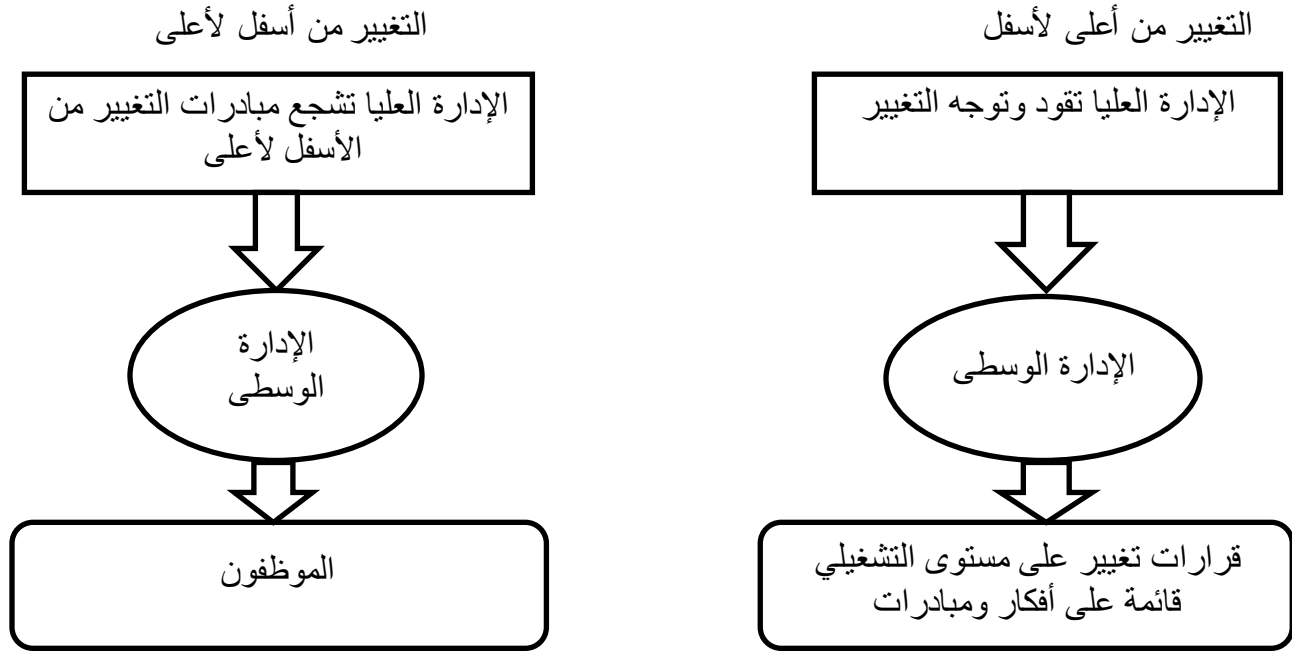 التغيير من أعلى لأسفل
الإدارة العليا تقود وتوجه التغيير
الإدارة الوسطى
قرارات تغيير على مستوى التشغيلي
قائمة على أفكار ومبادرات
التغيير من أسفل لأعلى
الإدارة العليا تشجع مبادرات التغيير من
الأسفل لأعلى
الإدارة
الوسطى
الموظفون